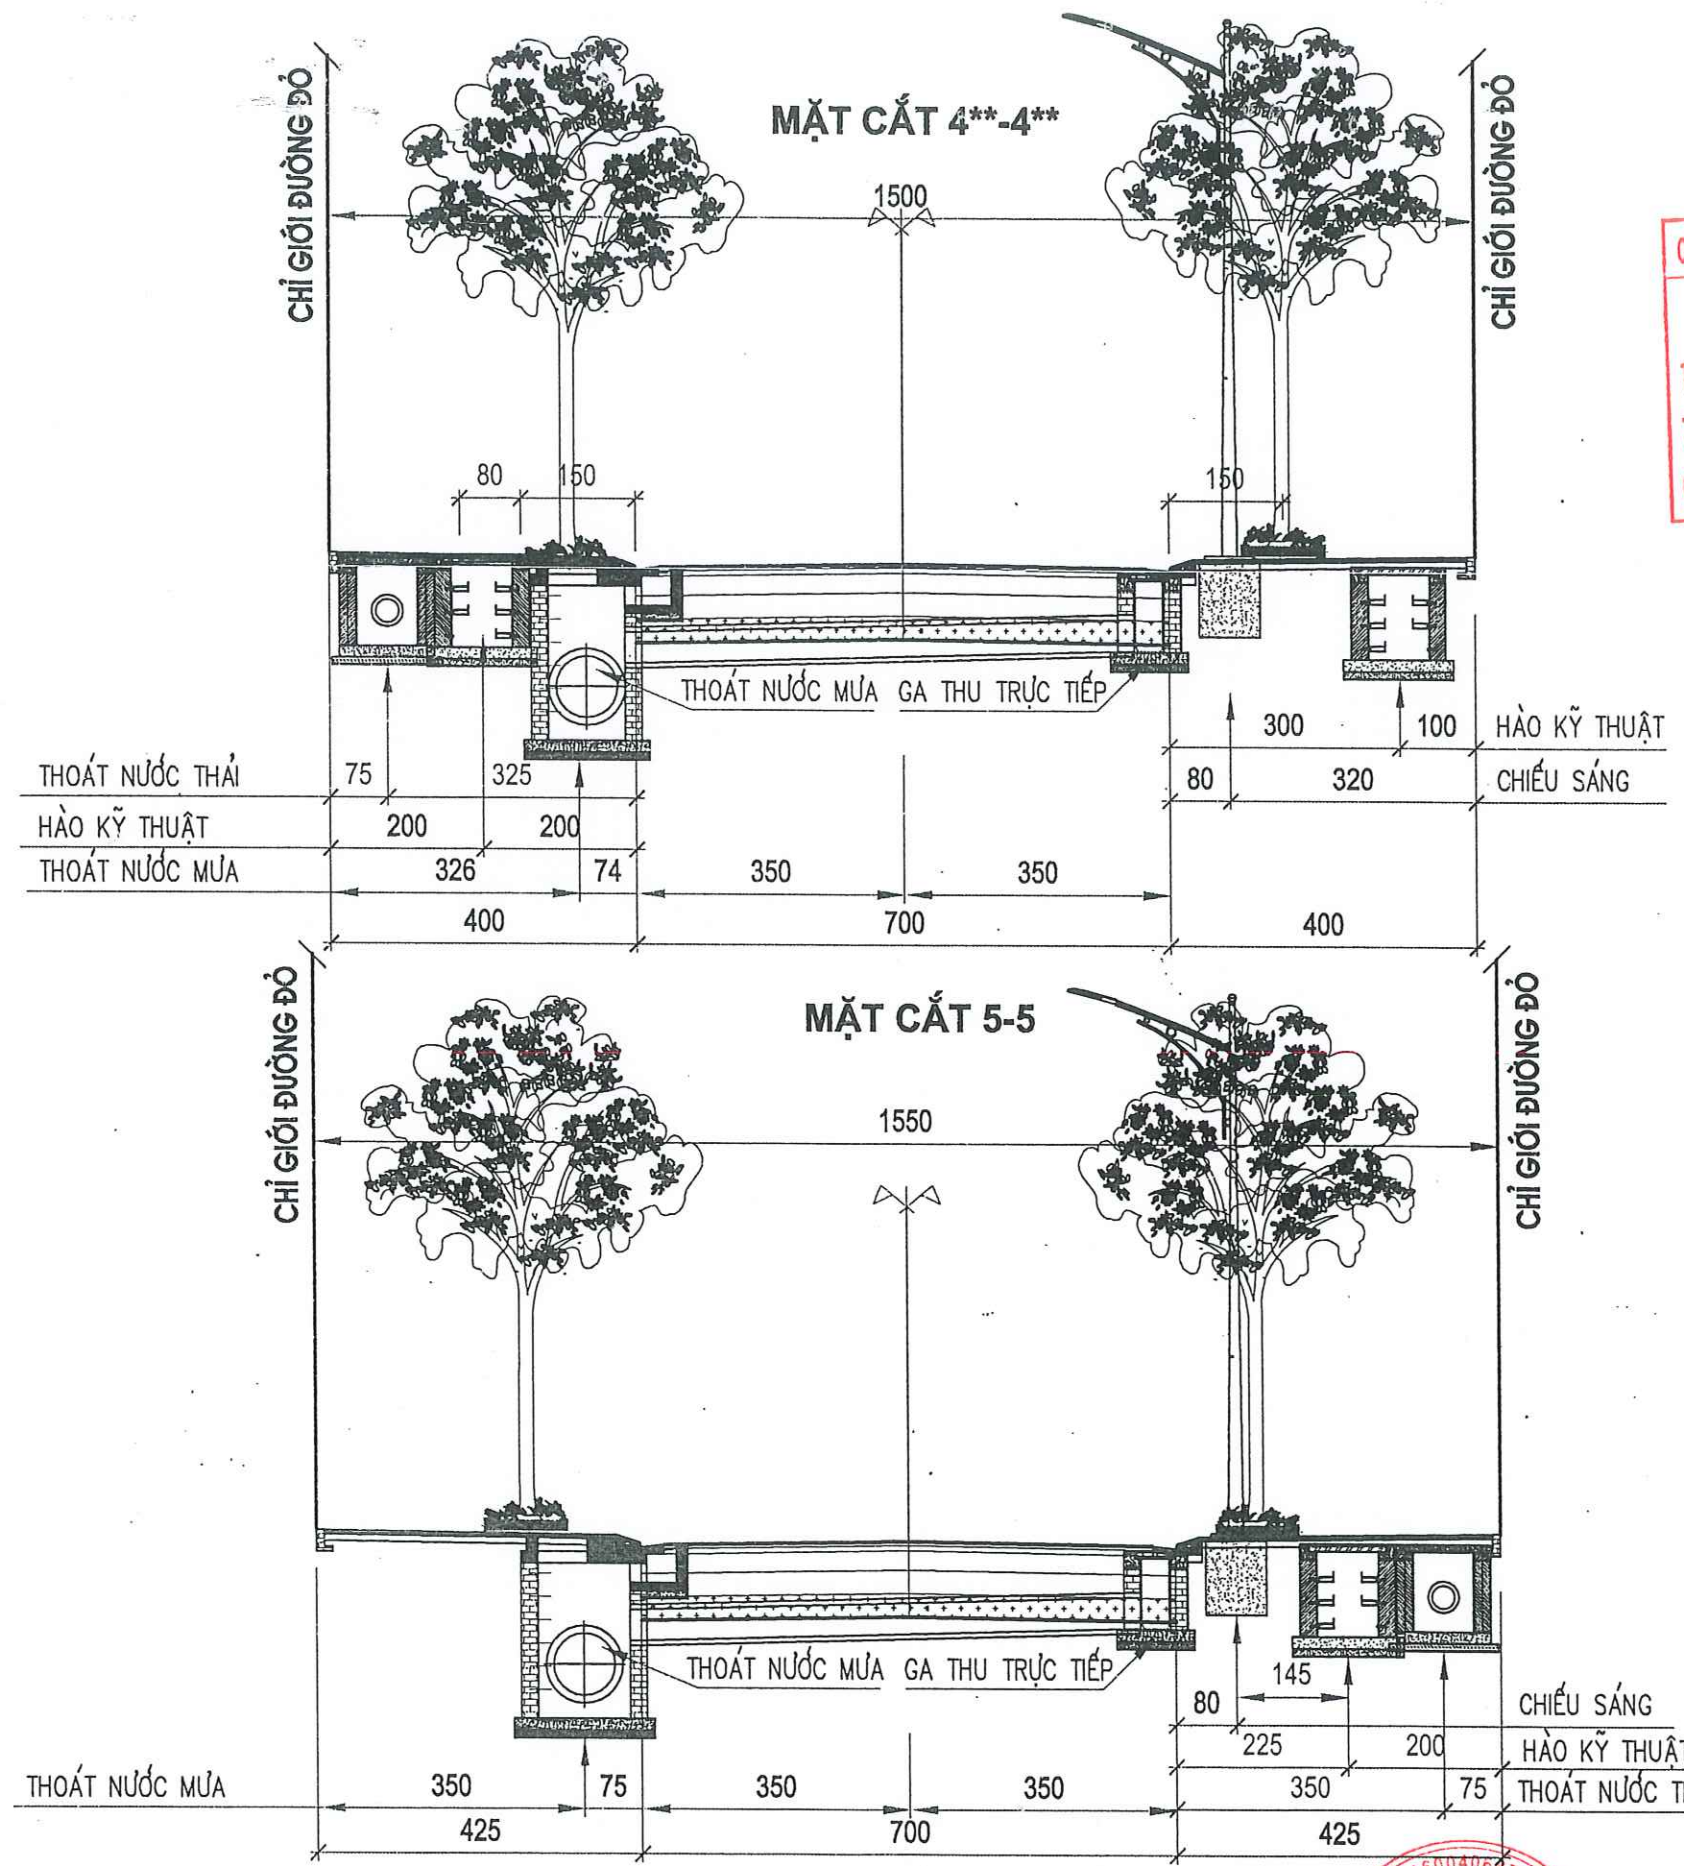 MẶT CẮT 4**-4**
CHỈ GIỚI ĐƯỜNG ĐỎ
CHỈ GIỚI ĐƯỜNG ĐỎ
1500
80 150
150
THOÁT NƯỚC MƯA GA THU TRỰC TIẾP
300 100 HÀO KỸ THUẬT
THOÁT NƯỚC THẢI 75 325
80 320 CHIẾU SÁNG
HÀO KỸ THUẬT 200 200
THOÁT NƯỚC MƯA 326 74 350 350
400 700 400
MẶT CẮT 5-5
CHỈ GIỚI ĐƯỜNG ĐỎ
CHỈ GIỚI ĐƯỜNG ĐỎ
1550
THOÁT NƯỚC MƯA GA THU TRỰC TIẾP
145
80 CHIẾU SÁNG
225 200 HÀO KỸ THUẬT
THOÁT NƯỚC MƯA 350 75 350 350 350 75 THOÁT NƯỚC
425 700 425